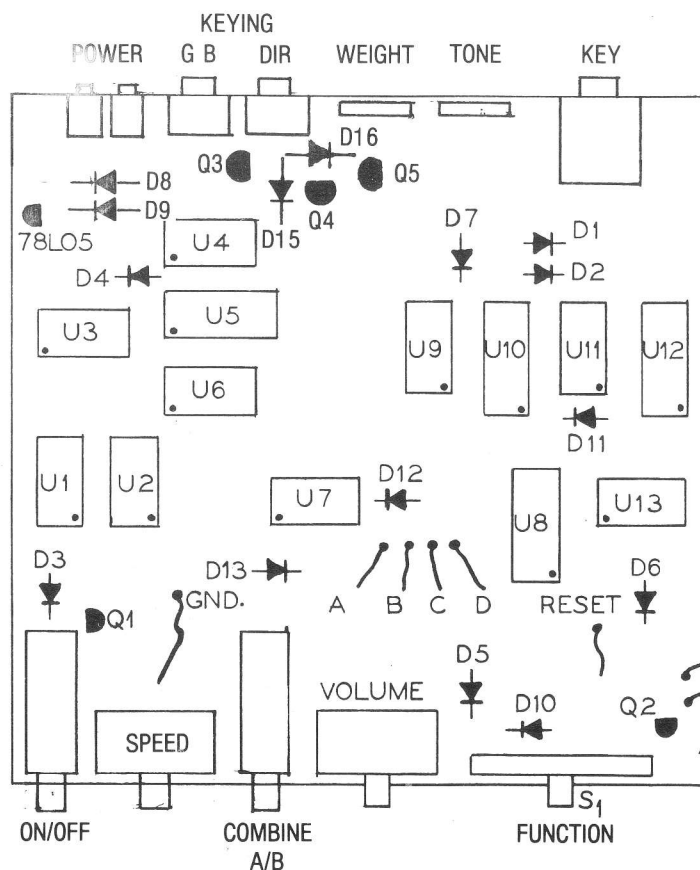 KEYING
POWER G B DIR WEIGHT TONE KEY
D16
Q3 Q5
D8
D9 Q4
78L05 D15 D7 D1
U4
D4 D2
U5
U3
U9 U10 U11 U12
U6
D11
D12
U1 U2 U7 U8 U13
D3 D13 D6
GND. A B C D RESET
Q1
D5
VOLUME
D10 Q2
SPEED
S1
ON/OFF COMBINE FUNCTION
A/B